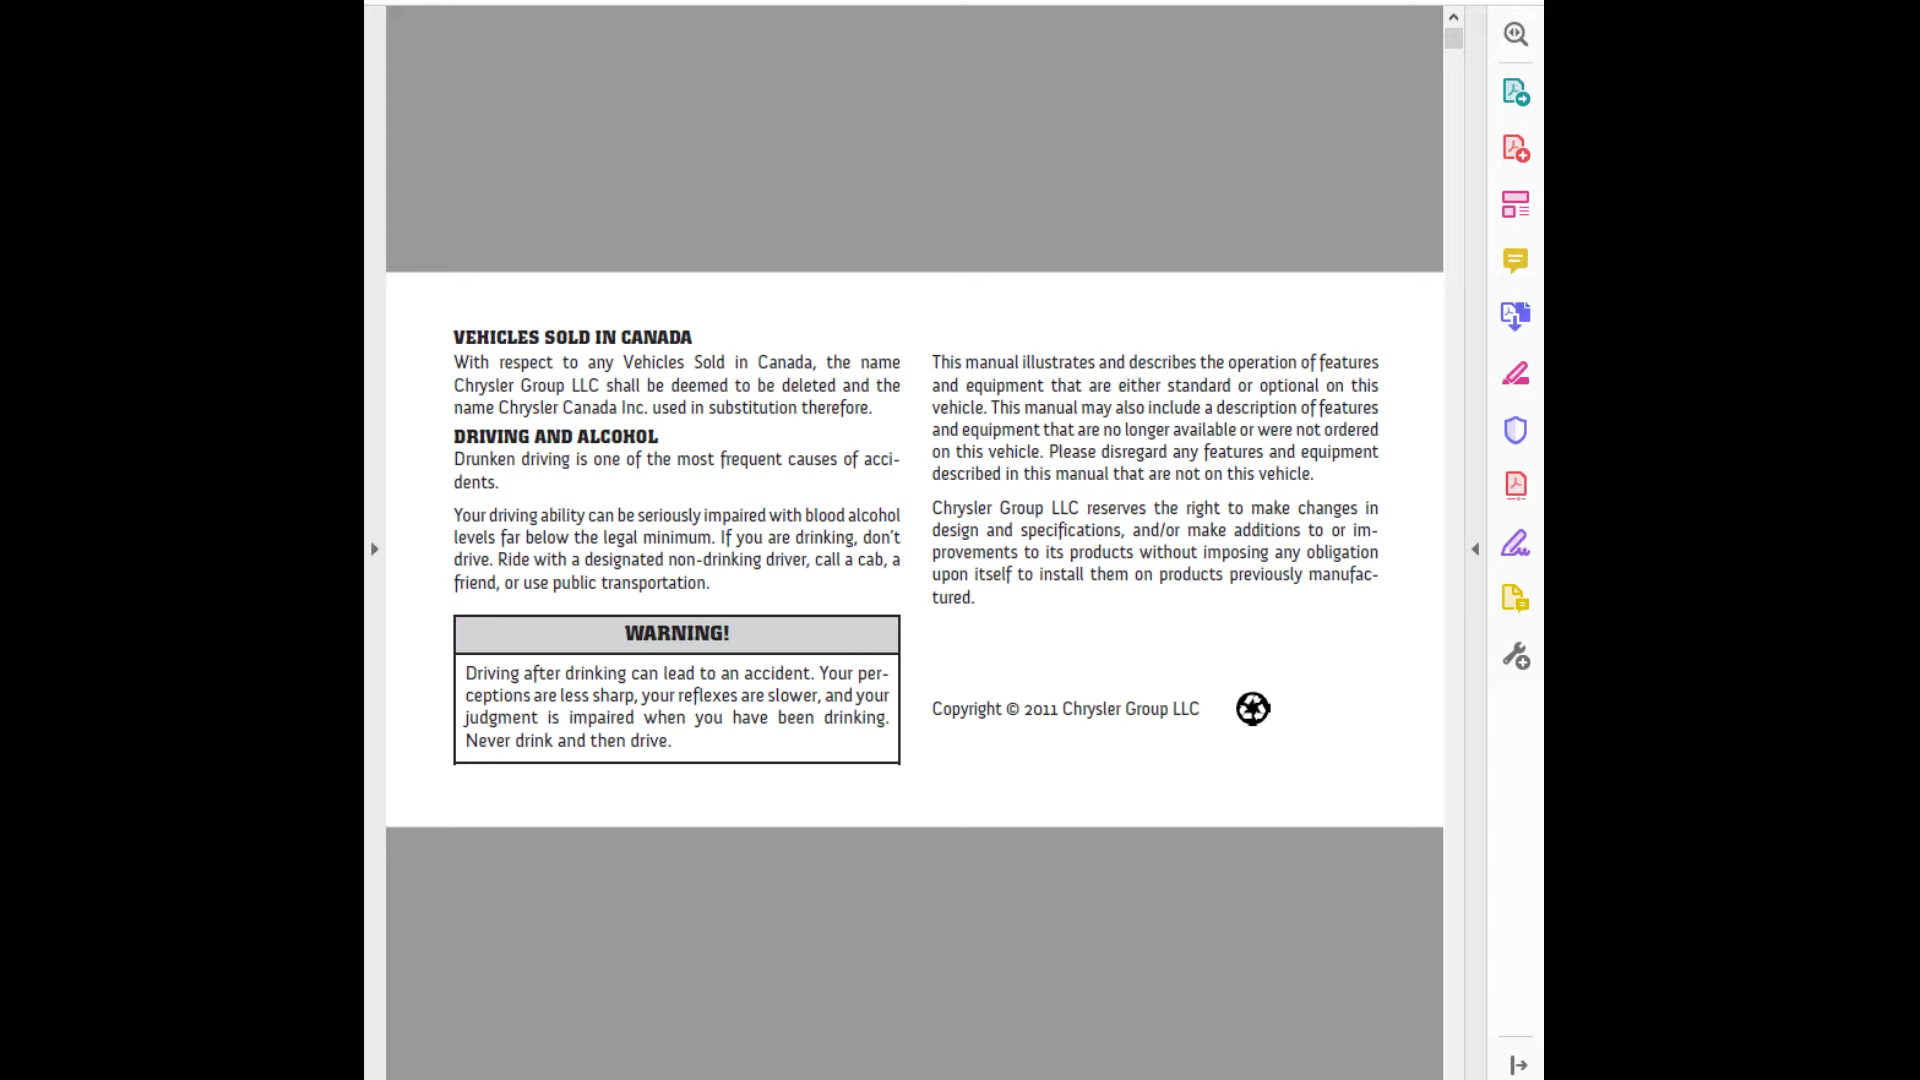 VEHICLES SOLD IN CANADA
With respect to any Vehicles Sold in Canada, the name
Chrysler Group LLC shall be deemed to be deleted and the
name Chrysler Canada Inc. used in substitution therefore.
DRIVING AND ALCOHOL
Drunken driving is one of the most frequent causes of acci-
dents.
Your driving ability can be seriously impaired with blood alcohol
levels far below the legal minimum. If you are drinking, don't
drive. Ride with a designated non-drinking driver, call a cab, a
friend, or use public transportation.
WARNING!
Driving after drinking can lead to an accident. Your per-
ceptions are less sharp, your reflexes are slower, and your
judgment is impaired when you have been drinking.
Never drink and then drive.
This manual illustrates and describes the operation of features
and equipment that are either standard or optional on this
vehicle. This manual may also include a description of features
and equipment that are no longer available or were not ordered
on this vehicle. Please disregard any features and equipment
described in this manual that are not on this vehicle.
Chrysler Group LLC reserves the right to make changes in
design and specifications, and/or make additions to or im-
provements to its products without imposing any obligation
upon itself to install them on products previously manufac-
tured.
Copyright © 2011 Chrysler Group LLC